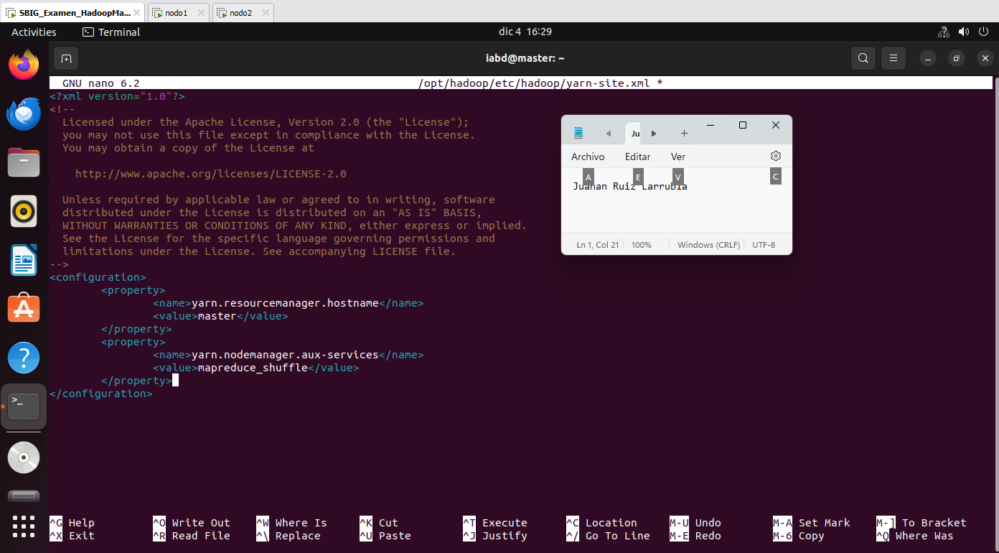 SBIG_Examen_HadoopMa...
nodo1
nodo2
Activities
Terminal
dic 4 16:29
iabd@master: ~
GNU nano 6.2
/opt/hadoop/etc/hadoop/yarn-site.xml *
<?xml version="1.0"?>
<!--
Licensed under the Apache License, Version 2.0 (the "License");
you may not use this file except in compliance with the License.
You may obtain a copy of the License at
http://www.apache.org/licenses/LICENSE-2.0
Unless required by applicable law or agreed to in writing, software
distributed under the License is distributed on an "AS IS" BASIS,
WITHOUT WARRANTIES OR CONDITIONS OF ANY KIND, either express or implied.
See the License for the specific language governing permissions and
limitations under the License. See accompanying LICENSE file.
-->
<configuration>
<property>
<name>yarn.resourcemanager.hostname</name>
<value>master</value>
</property>
<property>
<name>yarn.nodemanager.aux-services</name>
<value>mapreduce_shuffle</value>
</property>
</configuration>
Ju
Archivo
Editar
Ver
A
E
V
C
Juanan Ruiz Larrubia
Ln 1, Col 21
100%
Windows (CRLF)
UTF-8
^G Help
^O Write Out
^W Where Is
^K Cut
^T Execute
^C Location
M-U Undo
M-A Set Mark
M-] To Bracket
^X Exit
^R Read File
^\ Replace
^U Paste
^J Justify
^/ Go To Line
M-E Redo
M-6 Copy
^Q Where Was